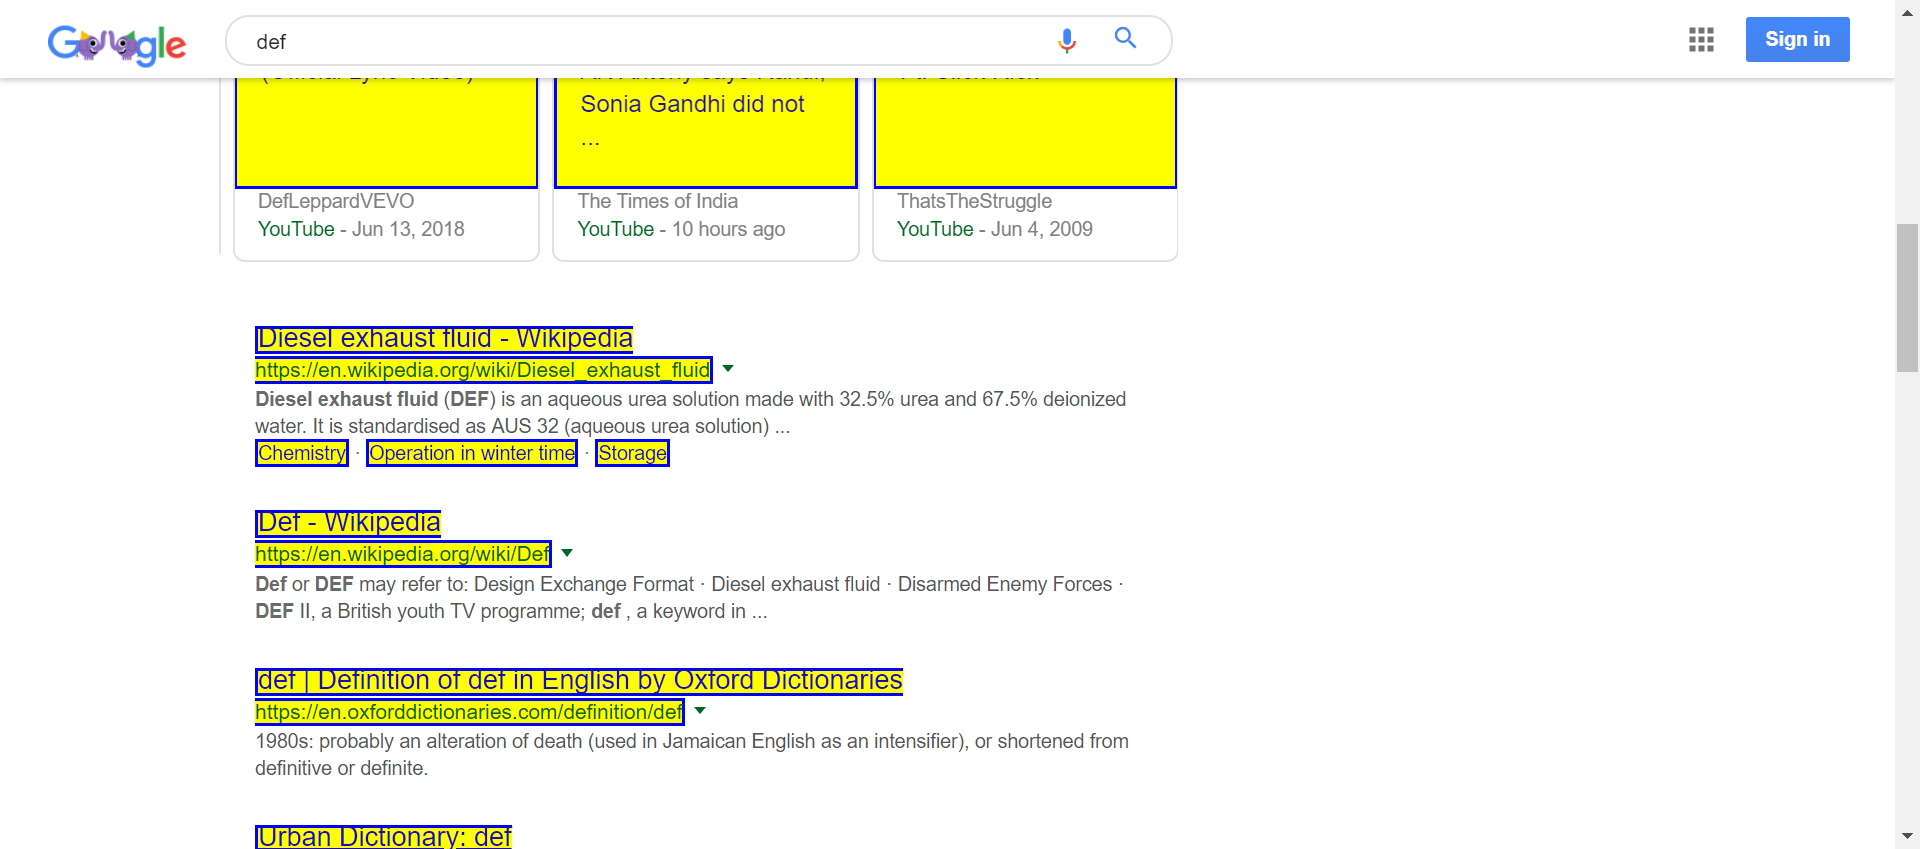 Google
def
Sign in
(Official Lyric Video)
Sonia Gandhi did not
...
DefLeppardVEVO
YouTube - Jun 13, 2018
The Times of India
YouTube - 10 hours ago
ThatsTheStruggle
YouTube - Jun 4, 2009
Diesel exhaust fluid - Wikipedia
https://en.wikipedia.org/wiki/Diesel_exhaust_fluid
Diesel exhaust fluid (DEF) is an aqueous urea solution made with 32.5% urea and 67.5% deionized
water. It is standardised as AUS 32 (aqueous urea solution) ...
Chemistry · Operation in winter time · Storage
Def - Wikipedia
https://en.wikipedia.org/wiki/Def
Def or DEF may refer to: Design Exchange Format · Diesel exhaust fluid · Disarmed Enemy Forces ·
DEF II, a British youth TV programme; def , a keyword in ...
def | Definition of def in English by Oxford Dictionaries
https://en.oxforddictionaries.com/definition/def
1980s: probably an alteration of death (used in Jamaican English as an intensifier), or shortened from
definitive or definite.
Urban Dictionary: def